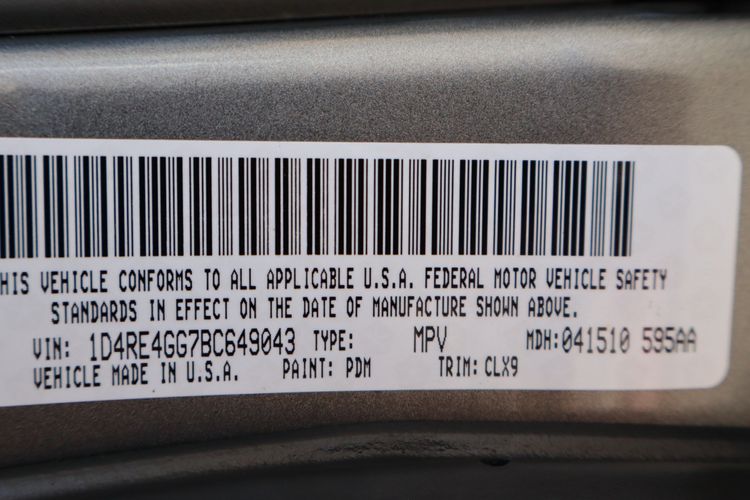 HIS VEHICLE CONFORMS TO ALL APPLICABLE U.S.A. FEDERAL MOTOR VEHICLE SAFETY
STANDARDS IN EFFECT ON THE DATE OF MANUFACTURE SHOWN ABOVE.
VIN: 1D4RE4GG7BC649043 TYPE: MPV MDH:041510 595AA
VEHICLE MADE IN U.S.A. PAINT: PDM TRIM: CLX9